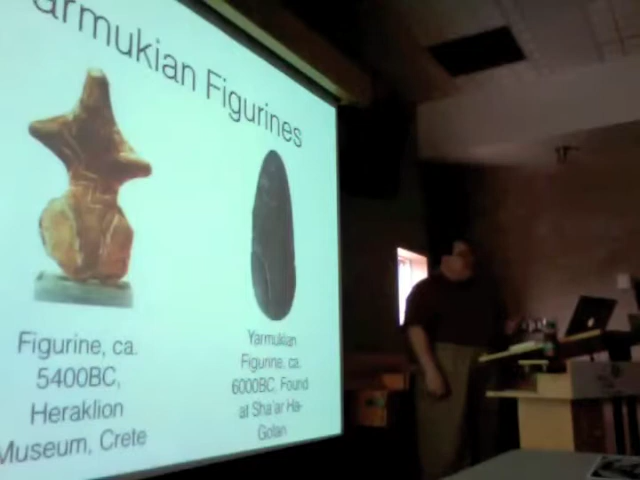 armukian Figurines
Figurine, ca.
5400BC,
Heraklion
Museum, Crete
Yarmukian
Figurine, ca.
6000BC. Found
at Sha'ar Ha-
Golan